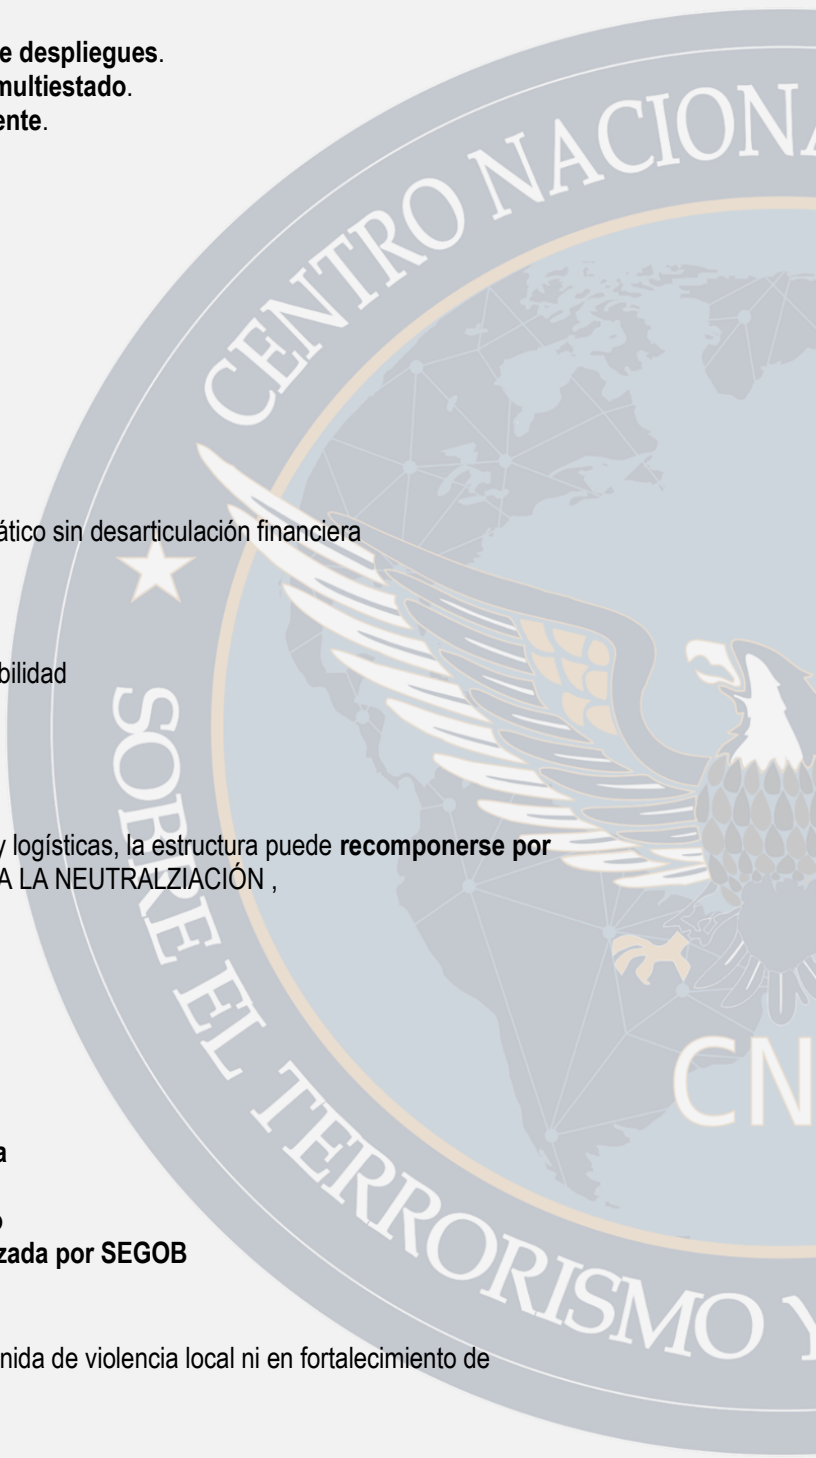 e despliegues.
multiestado.
ente.
CENTRO NACIONA
ático sin desarticulación financiera
bilidad
SOBRE EL TERRORISMO Y
y logísticas, la estructura puede recomponerse por
A LA NEUTRALZIACIÓN ,
CN
a
o
zada por SEGOB
nida de violencia local ni en fortalecimiento de